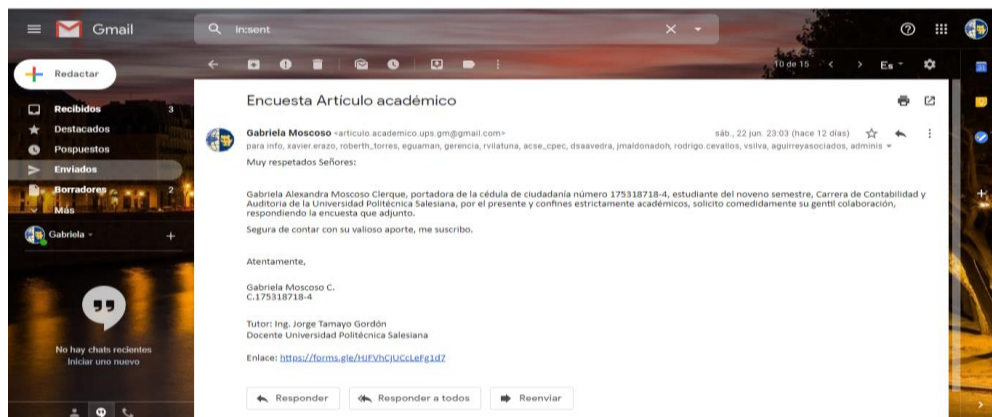 Gmail
In:sent
Redactar
10 de 15
Es
Recibidos 3
Destacados
Pospuestos
Enviados
Borradores 2
Más
Gabriela
No hay chats recientes
Iniciar uno nuevo
Encuesta Artículo académico
Gabriela Moscoso <articulo.academico.ups.gm@gmail.com> sáb., 22 jun. 23:03 (hace 12 días)
para info, xavier.erazo, roberth_torres, eguaman, gerencia, rvilatuna, acse_cpec, dsaavedra, jmaldonadoh, rodrigo.cevallos, vsilva, aguirreyasociados, adminis
Muy respetados Señores:
Gabriela Alexandra Moscoso Clerque, portadora de la cédula de ciudadanía número 175318718-4, estudiante del noveno semestre, Carrera de Contabilidad y
Auditoria de la Universidad Politécnica Salesiana, por el presente y confines estrictamente académicos, solicito comedidamente su gentil colaboración,
respondiendo la encuesta que adjunto.
Segura de contar con su valioso aporte, me suscribo.
Atentamente,
Gabriela Moscoso C.
C.175318718-4
Tutor: Ing. Jorge Tamayo Gordón
Docente Universidad Politécnica Salesiana
Enlace: https://forms.gle/HJFVhCJUCcLeFg1d7
Responder
Responder a todos
Reenviar